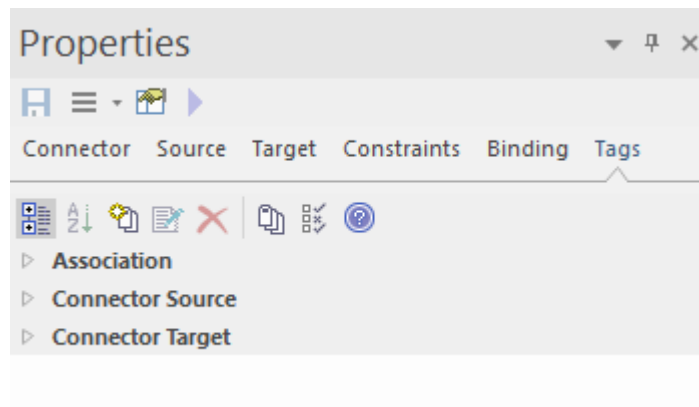 Properties
Connector Source Target Constraints Binding Tags
Association
Connector Source
Connector Target